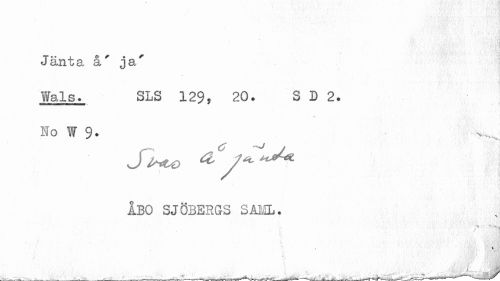 Jänta å´ ja´
Wals. SLS 129, 20. S D 2.
No W 9.
Svas å jänta
ÅBO SJÖBERGS SAML.